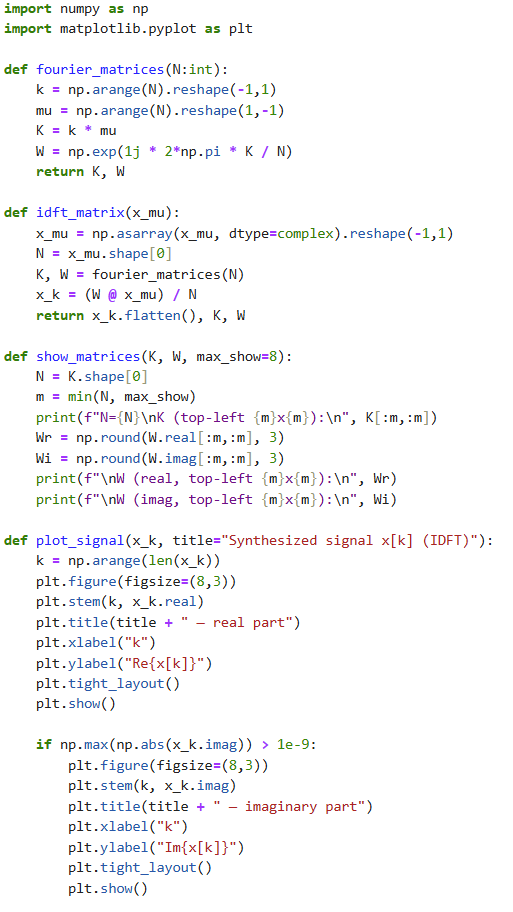 import numpy as np
import matplotlib.pyplot as plt

def fourier_matrices(N:int):
    k = np.arange(N).reshape(-1,1)
    mu = np.arange(N).reshape(1,-1)
    K = k * mu
    W = np.exp(1j * 2*np.pi * K / N)
    return K, W

def idft_matrix(x_mu):
    x_mu = np.asarray(x_mu, dtype=complex).reshape(-1,1)
    N = x_mu.shape[0]
    K, W = fourier_matrices(N)
    x_k = (W @ x_mu) / N
    return x_k.flatten(), K, W

def show_matrices(K, W, max_show=8):
    N = K.shape[0]
    m = min(N, max_show)
    print(f"N={N}\nK (top-left {m}x{m}):\n", K[:m,:m])
    Wr = np.round(W.real[:m,:m], 3)
    Wi = np.round(W.imag[:m,:m], 3)
    print(f"\nW (real, top-left {m}x{m}):\n", Wr)
    print(f"\nW (imag, top-left {m}x{m}):\n", Wi)

def plot_signal(x_k, title="Synthesized signal x[k] (IDFT)"):
    k = np.arange(len(x_k))
    plt.figure(figsize=(8,3))
    plt.stem(k, x_k.real)
    plt.title(title + " – real part")
    plt.xlabel("k")
    plt.ylabel("Re{x[k]}")
    plt.tight_layout()
    plt.show()

    if np.max(np.abs(x_k.imag)) > 1e-9:
        plt.figure(figsize=(8,3))
        plt.stem(k, x_k.imag)
        plt.title(title + " – imaginary part")
        plt.xlabel("k")
        plt.ylabel("Im{x[k]}")
        plt.tight_layout()
        plt.show()